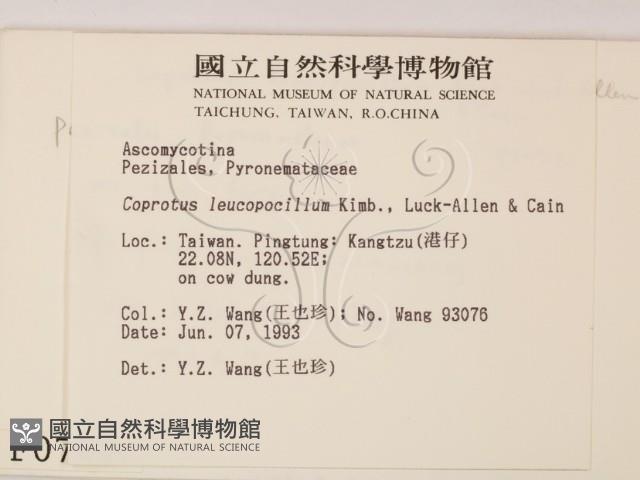 國立自然科學博物館
NATIONAL MUSEUM OF NATURAL SCIENCE
TAICHUNG, TAIWAN, R.O.CHINA
Ascomycotina
Pezizales, Pyronemataceae
Coprotus leucopocillum Kimb., Luck-Allen & Cain
Loc.: Taiwan. Pingtung: Kangtzu(港仔)
22.08N, 120.52E;
on cow dung.
Col.: Y.Z. Wang(王也珍); No. Wang 93076
Date: Jun. 07, 1993
Det.: Y.Z. Wang(王也珍)
國立自然科學博物館
NATIONAL MUSEUM OF NATURAL SCIENCE